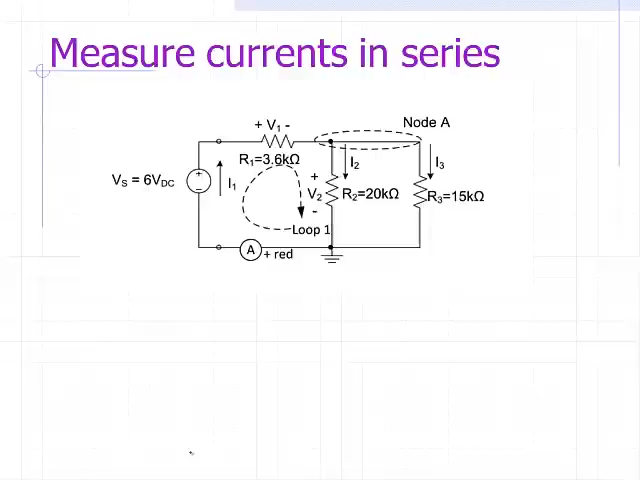 Measure currents in series
Node A
+ V1 -
R1=3.6kΩ
I2
I3
VS = 6VDC
+
-
I1
+
V2
-
R2=20kΩ
R3=15kΩ
Loop 1
A
+ red